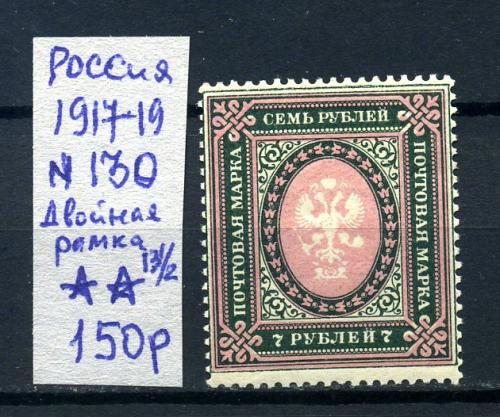 Россия
1917-19
N 130
Двойная
рамка
13½
☆☆
150р
СЕМЬ РУБЛЕЙ
ПОЧТОВАЯ МАРКА
ПОЧТОВАЯ МАРКА
7 РУБЛЕЙ 7